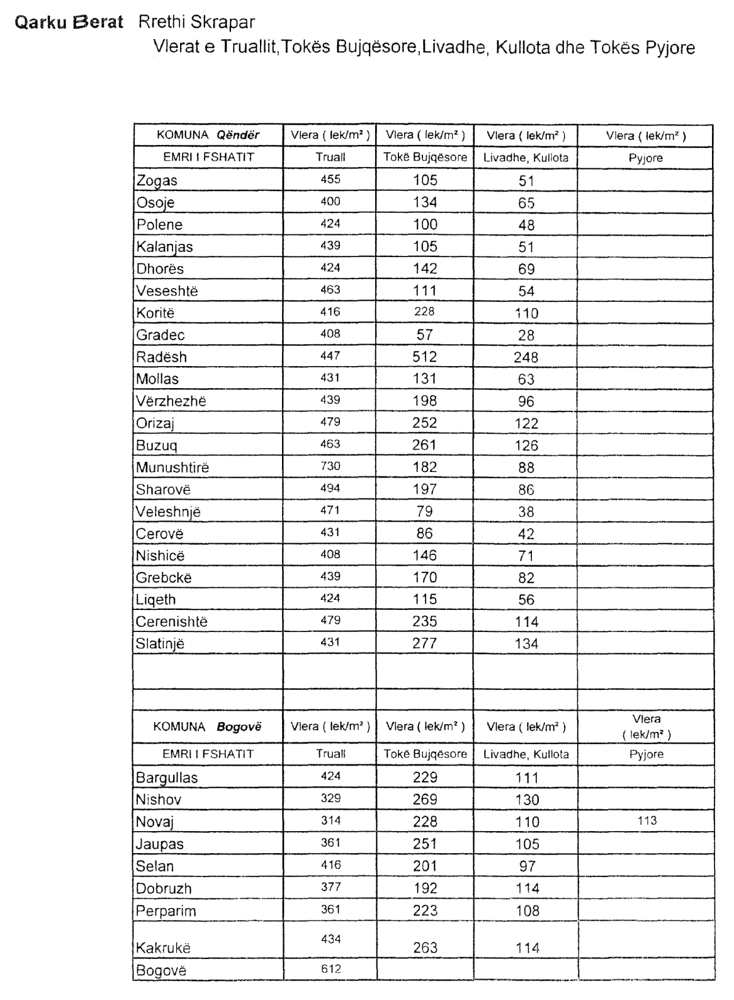 Qarku Berat Rrethi Skrapar
Vlerat e Truallit,Tokës Bujqësore,Livadhe, Kullota dhe Tokës Pyjore
KOMUNA Qëndër Vlera ( lek/m² ) Vlera ( lek/m² ) Vlera ( lek/m² ) Vlera ( lek/m² )
EMRI I FSHATIT Truall Tokë Bujqësore Livadhe, Kullota Pyjore
Zogas 455 105 51
Osoje 400 134 65
Polene 424 100 48
Kalanjas 439 105 51
Dhorës 424 142 69
Veseshtë 463 111 54
Koritë 416 228 110
Gradec 408 57 28
Radësh 447 512 248
Mollas 431 131 63
Vërzhezhë 439 198 96
Orizaj 479 252 122
Buzuq 463 261 126
Munushtirë 730 182 88
Sharovë 494 197 86
Veleshnjë 471 79 38
Cerovë 431 86 42
Nishicë 408 146 71
Grebckë 439 170 82
Liqeth 424 115 56
Cerenishtë 479 235 114
Slatinjë 431 277 134
KOMUNA Bogovë Vlera ( lek/m² ) Vlera ( lek/m² ) Vlera ( lek/m² ) Vlera
( lek/m² )
EMRI I FSHATIT Truall Tokë Bujqësore Livadhe, Kullota Pyjore
Bargullas 424 229 111
Nishov 329 269 130
Novaj 314 228 110 113
Jaupas 361 251 105
Selan 416 201 97
Dobruzh 377 192 114
Perparim 361 223 108
Kakrukë 434 263 114
Bogovë 612